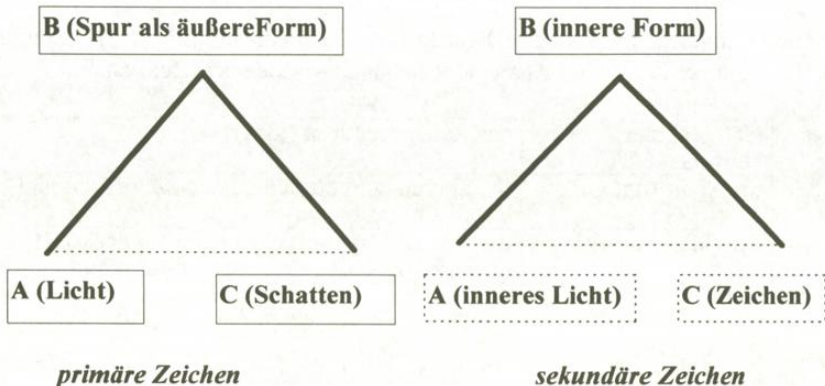 B (Spur als äußereForm)
A (Licht)
C (Schatten)
primäre Zeichen
B (innere Form)
A (inneres Licht)
C (Zeichen)
sekundäre Zeichen